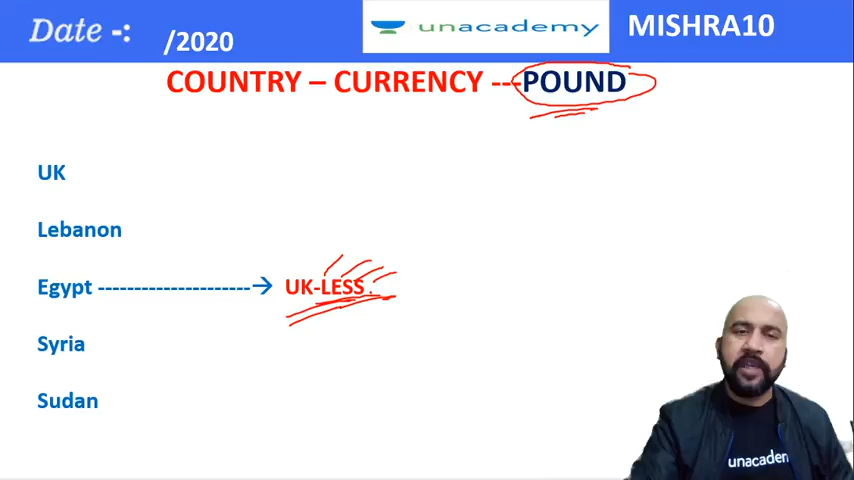 Date -: /2020 unacademy MISHRA10
COUNTRY – CURRENCY ---POUND
UK
Lebanon
Egypt ---------------------→ UK-LESS.
Syria
Sudan
unacadem